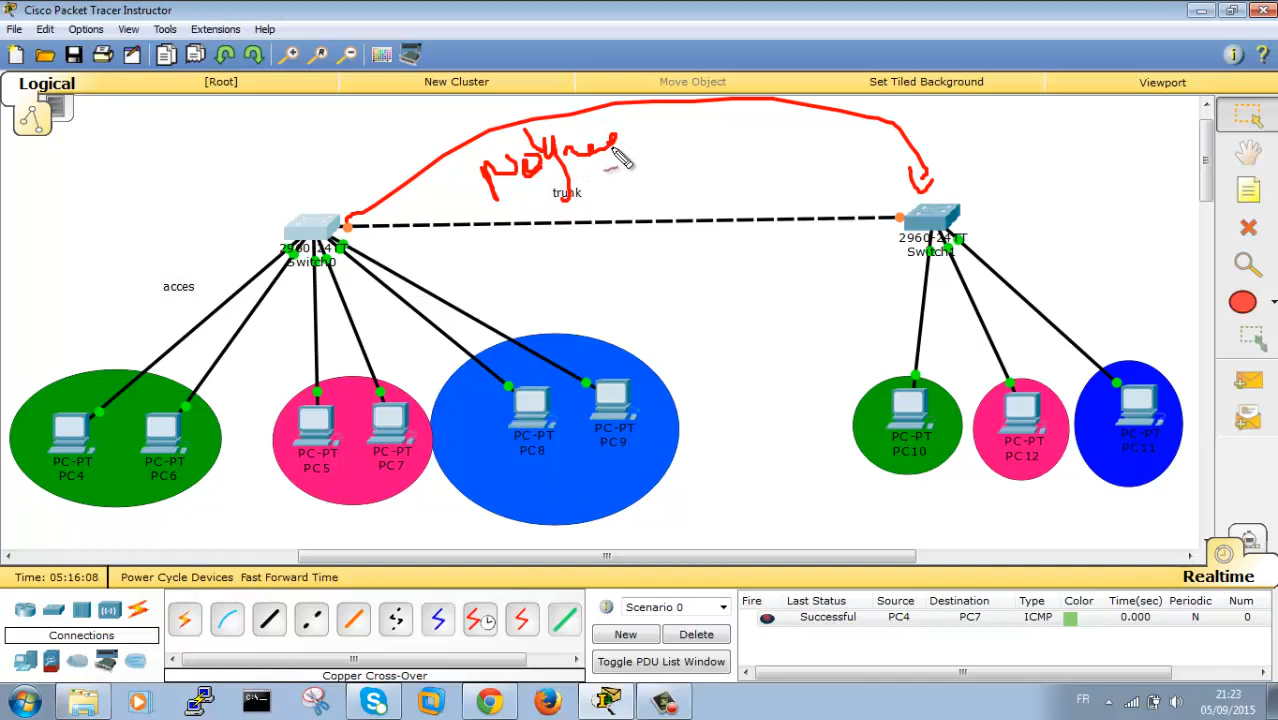 Cisco Packet Tracer Instructor
File Edit Options View Tools Extensions Help
Logical [Root] New Cluster Move Object Set Tiled Background Viewport
trunk
2960-24TT
Switch0
2960-24TT
Switch1
acces
PC-PT
PC4
PC-PT
PC6
PC-PT
PC5
PC-PT
PC7
PC-PT
PC8
PC-PT
PC9
PC-PT
PC10
PC-PT
PC12
PC-PT
PC11
Time: 05:16:08 Power Cycle Devices Fast Forward Time Realtime
Connections
Copper Cross-Over
Scenario 0
New Delete
Toggle PDU List Window
Fire Last Status Source Destination Type Color Time(sec) Periodic Num
Successful PC4 PC7 ICMP 0.000 N 0
FR
21:23
05/09/2015